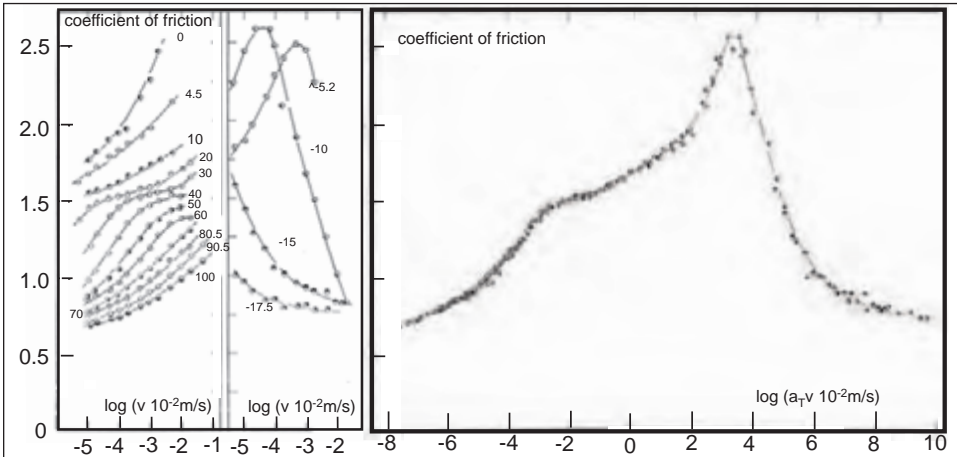 coefficient of friction
2.5
2.0
1.5
1.0
0.5
0
0
4.5
10
20
30
40
50
60
80.5
90.5
100
70
-5.2
-10
-15
-17.5
log (v 10-2m/s)
log (v 10-2m/s)
-5 -4 -3 -2 -1
-5 -4 -3 -2
coefficient of friction
log (aTv 10-2m/s)
-8 -6 -4 -2 0 2 4 6 8 10